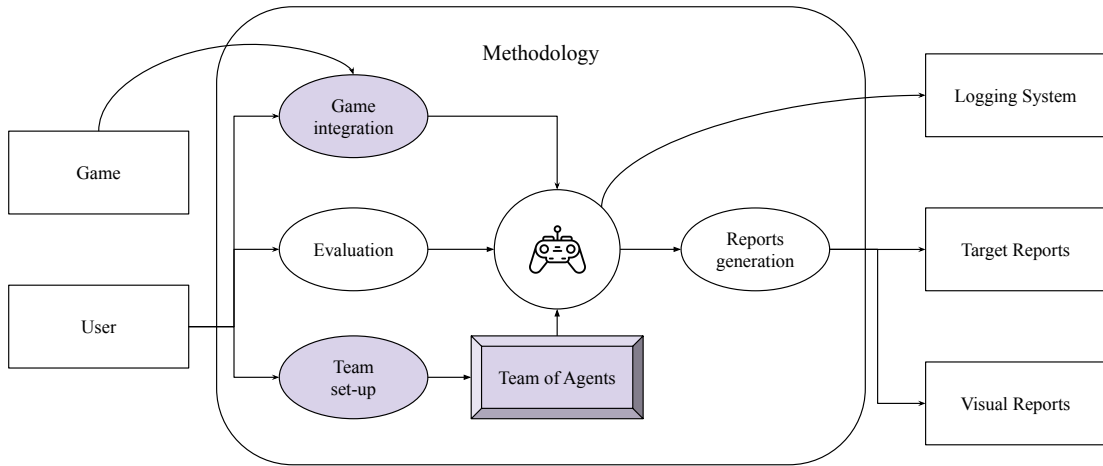 Methodology
Game
integration
Logging System
Game
Evaluation
Reports
generation
Target Reports
User
Team
set-up
Team of Agents
Visual Reports